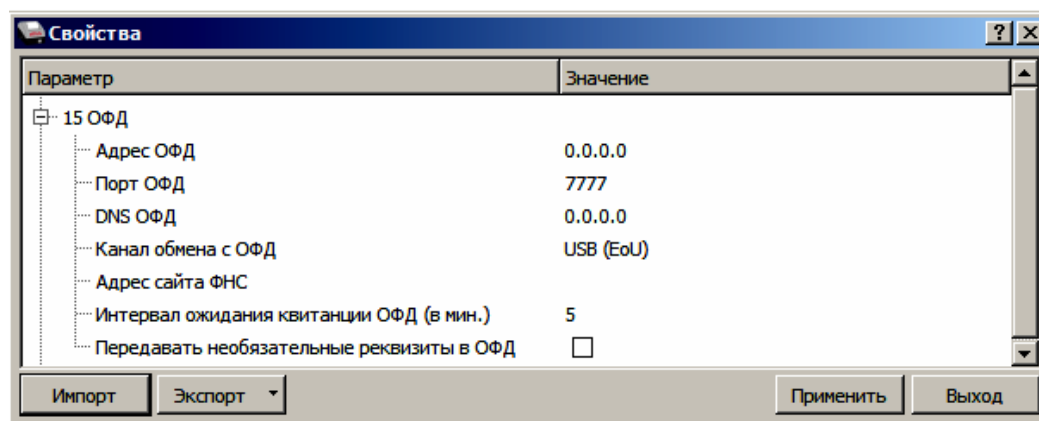 Свойства
Параметр Значение
15 ОФД
Адрес ОФД 0.0.0.0
Порт ОФД 7777
DNS ОФД 0.0.0.0
Канал обмена с ОФД USB (EoU)
Адрес сайта ФНС
Интервал ожидания квитанции ОФД (в мин.) 5
Передавать необязательные реквизиты в ОФД
Импорт Экспорт Применить Выход